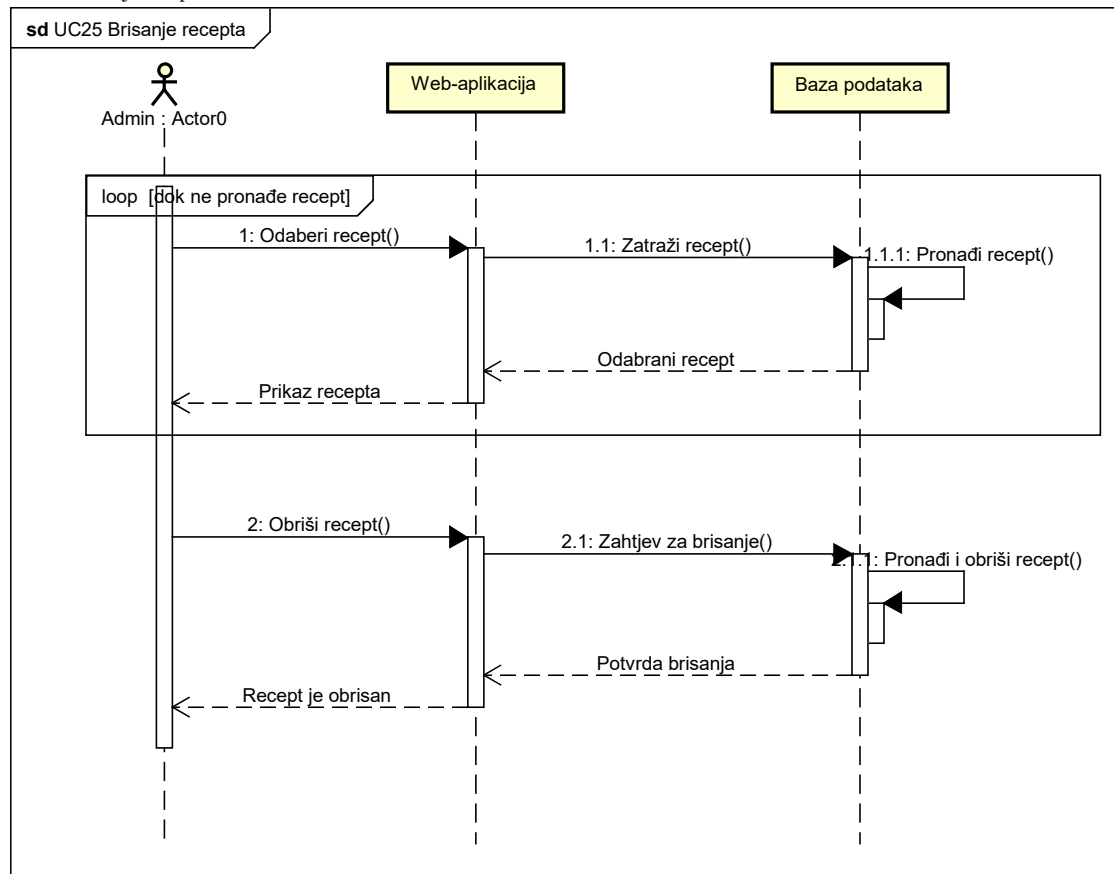 sd UC25 Brisanje recepta
Admin : Actor0
Web-aplikacija
Baza podataka
loop [dok ne pronađe recept]
1: Odaberi recept()
1.1: Zatraži recept()
1.1.1: Pronađi recept()
Odabrani recept
Prikaz recepta
2: Obriši recept()
2.1: Zahtjev za brisanje()
2.1.1: Pronađi i obriši recept()
Potvrda brisanja
Recept je obrisan